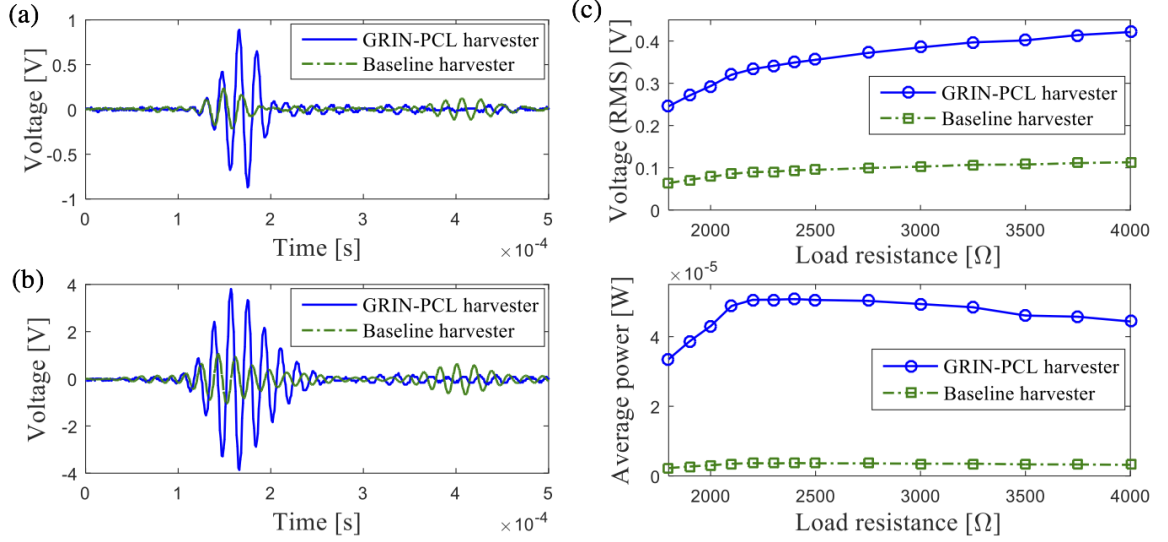 (a)
1
0.5
0
-0.5
-1
Voltage [V]
GRIN-PCL harvester
Baseline harvester
0 1 2 3 4 5
Time [s]
× 10⁻⁴
(b)
4
2
0
-2
-4
Voltage [V]
GRIN-PCL harvester
Baseline harvester
0 1 2 3 4 5
Time [s]
× 10⁻⁴
(c)
0.4
0.3
0.2
0.1
0
Voltage (RMS) [V]
GRIN-PCL harvester
Baseline harvester
2000 2500 3000 3500 4000
Load resistance [Ω]
× 10⁻⁵
4
2
0
Average power [W]
GRIN-PCL harvester
Baseline harvester
2000 2500 3000 3500 4000
Load resistance [Ω]